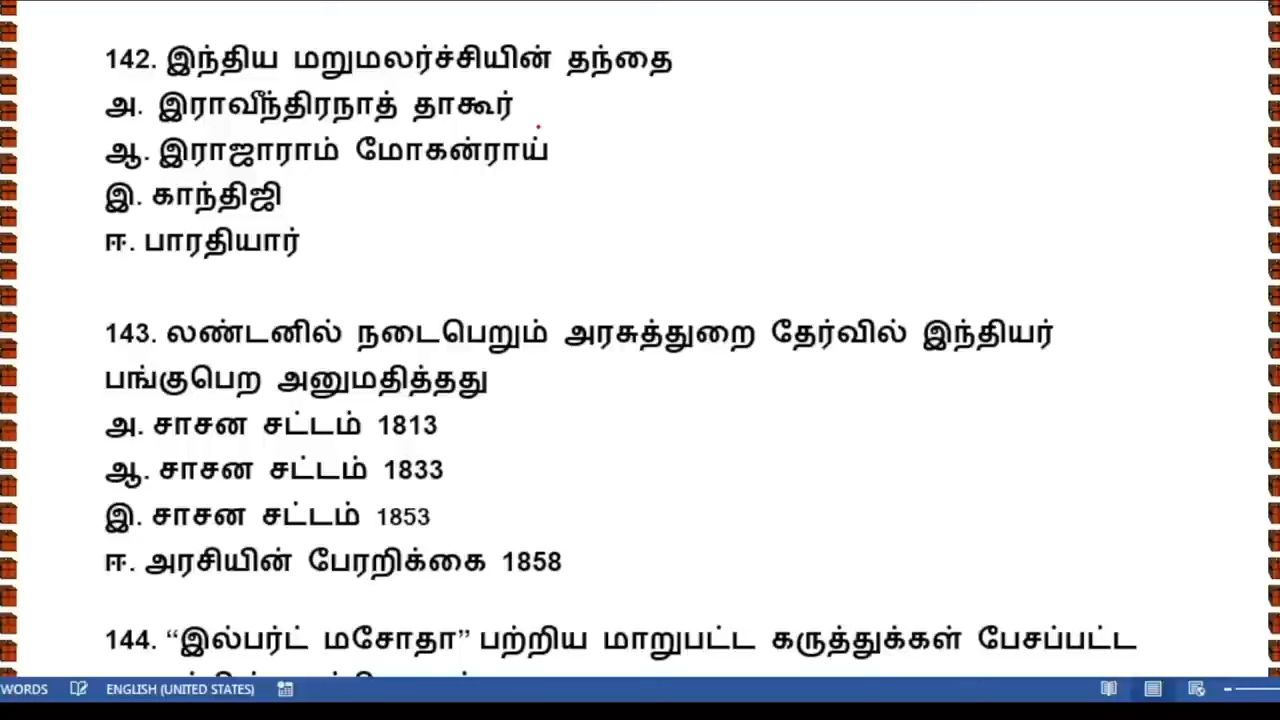 142. இந்திய மறுமலர்ச்சியின் தந்தை
அ. இராவீந்திரநாத் தாகூர்
ஆ. இராஜாராம் மோகன்ராய்
இ. காந்திஜி
ஈ. பாரதியார்
143. லண்டனில் நடைபெறும் அரசுத்துறை தேர்வில் இந்தியர்
பங்குபெற அனுமதித்தது
அ. சாசன சட்டம் 1813
ஆ. சாசன சட்டம் 1833
இ. சாசன சட்டம் 1853
ஈ. அரசியின் பேரறிக்கை 1858
144. “இல்பர்ட் மசோதா” பற்றிய மாறுபட்ட கருத்துக்கள் பேசப்பட்ட
WORDS ENGLISH (UNITED STATES)